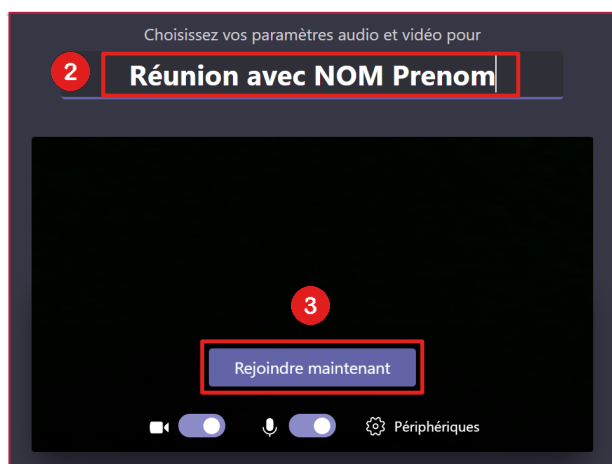 Choisissez vos paramètres audio et vidéo pour
2
Réunion avec NOM Prenom
3
Rejoindre maintenant
Périphériques